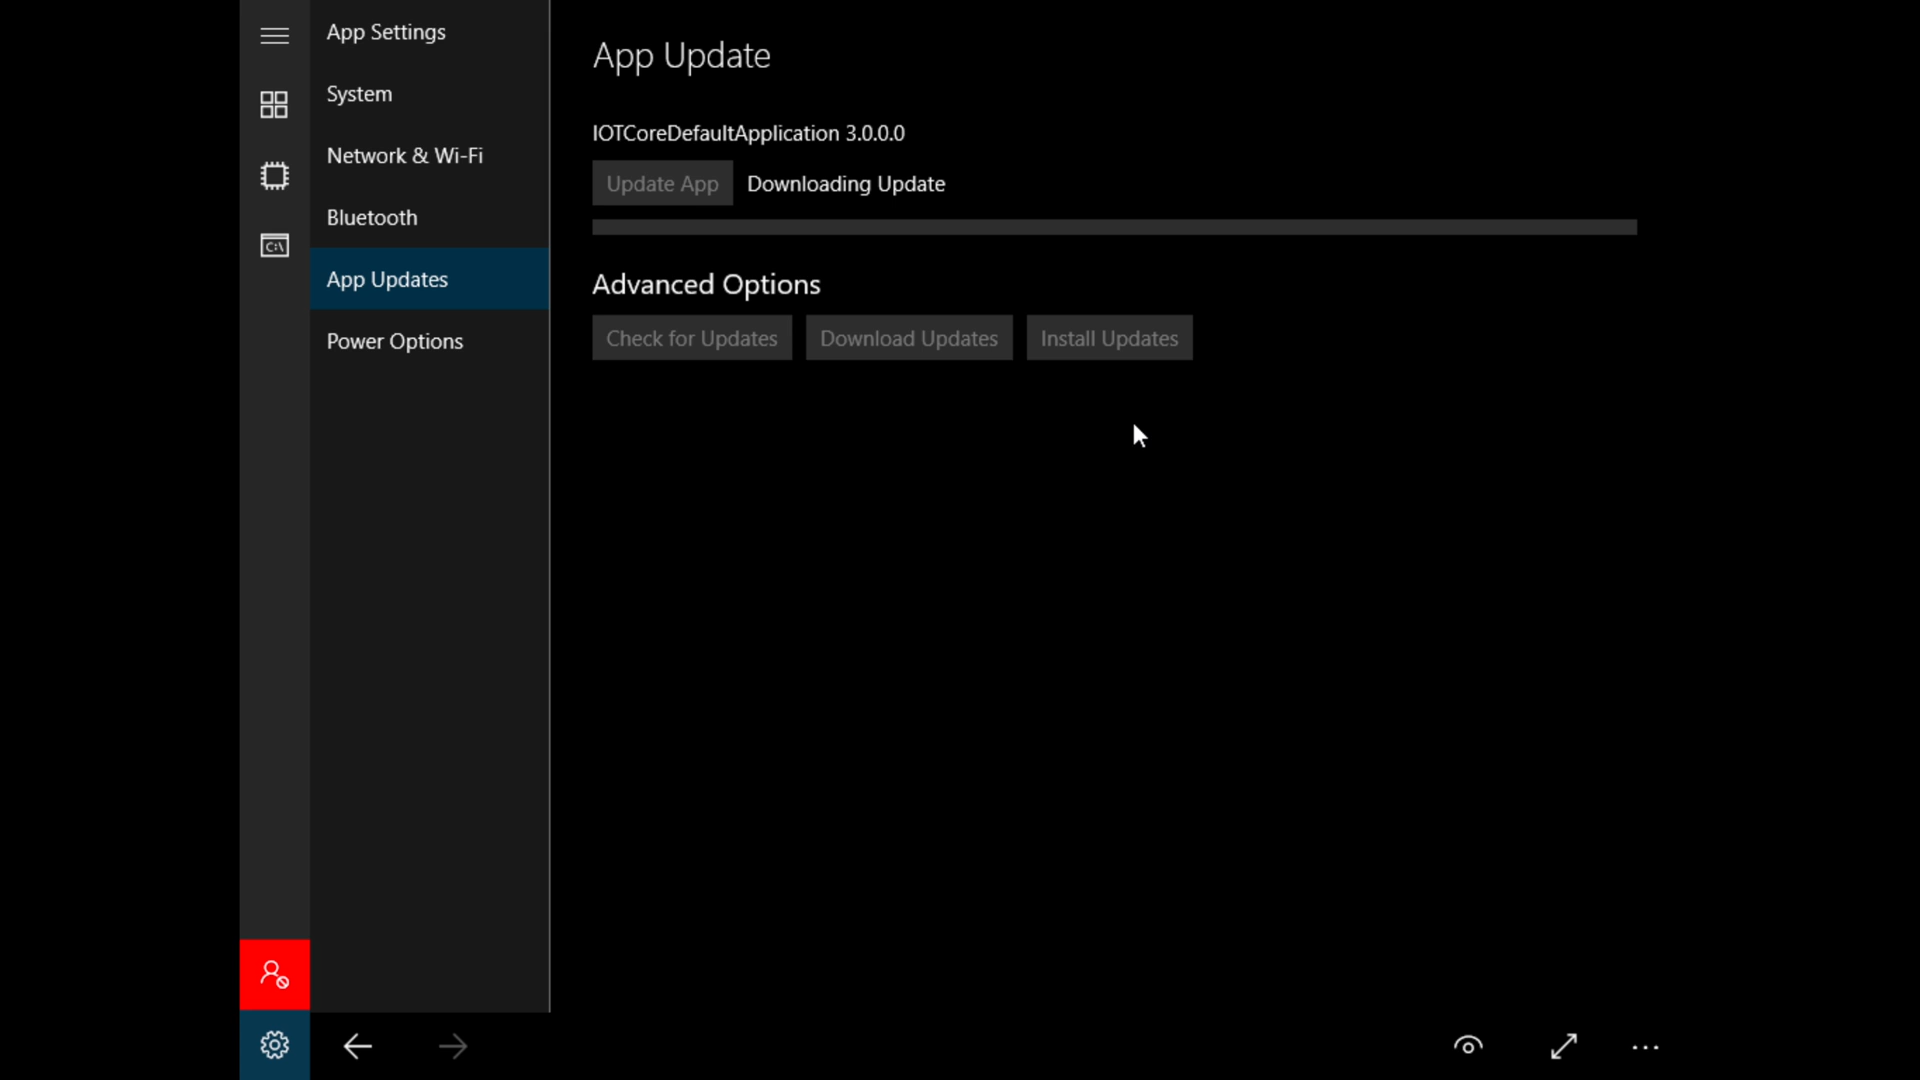 App Settings
System
Network & Wi-Fi
Bluetooth
App Updates
Power Options
C:\
App Update
IOTCoreDefaultApplication 3.0.0.0
Update App Downloading Update
Advanced Options
Check for Updates Download Updates Install Updates